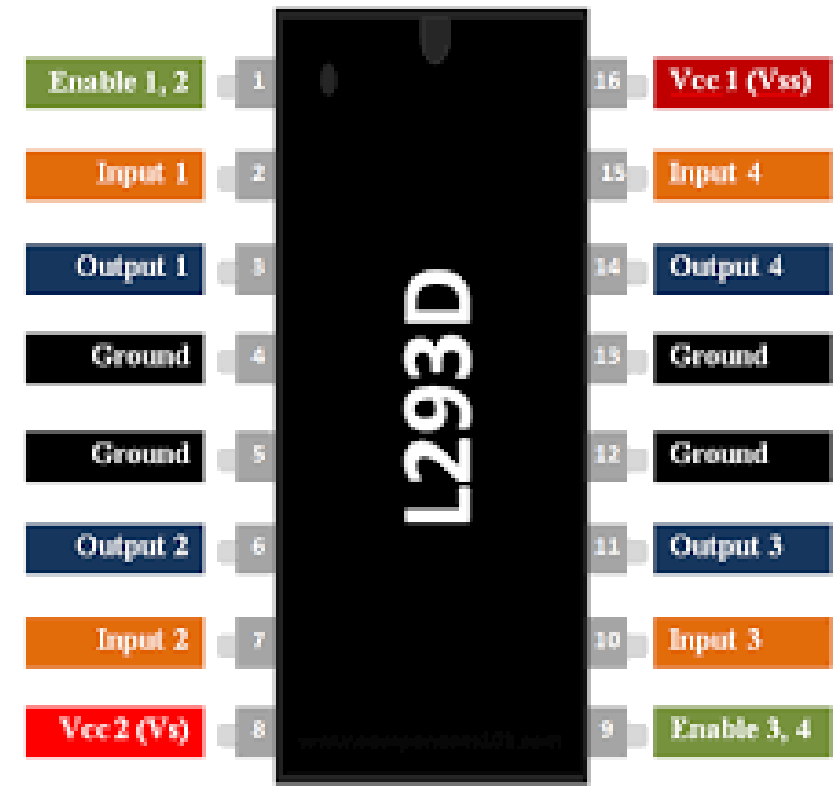 Enable 1, 2
1
16
Vcc 1 (Vss)
Input 1
2
15
Input 4
Output 1
3
14
Output 4
Ground
4
13
Ground
L293D
Ground
5
12
Ground
Output 2
6
11
Output 3
Input 2
7
10
Input 3
Vcc 2 (Vs)
8
9
Enable 3, 4